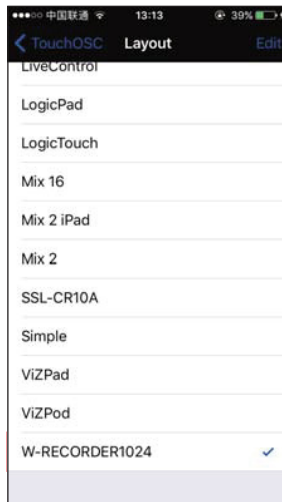 中国联通 13:13 39%
TouchOSC Layout Edit
LiveControl
LogicPad
LogicTouch
Mix 16
Mix 2 iPad
Mix 2
SSL-CR10A
Simple
ViZPad
ViZPod
W-RECORDER1024